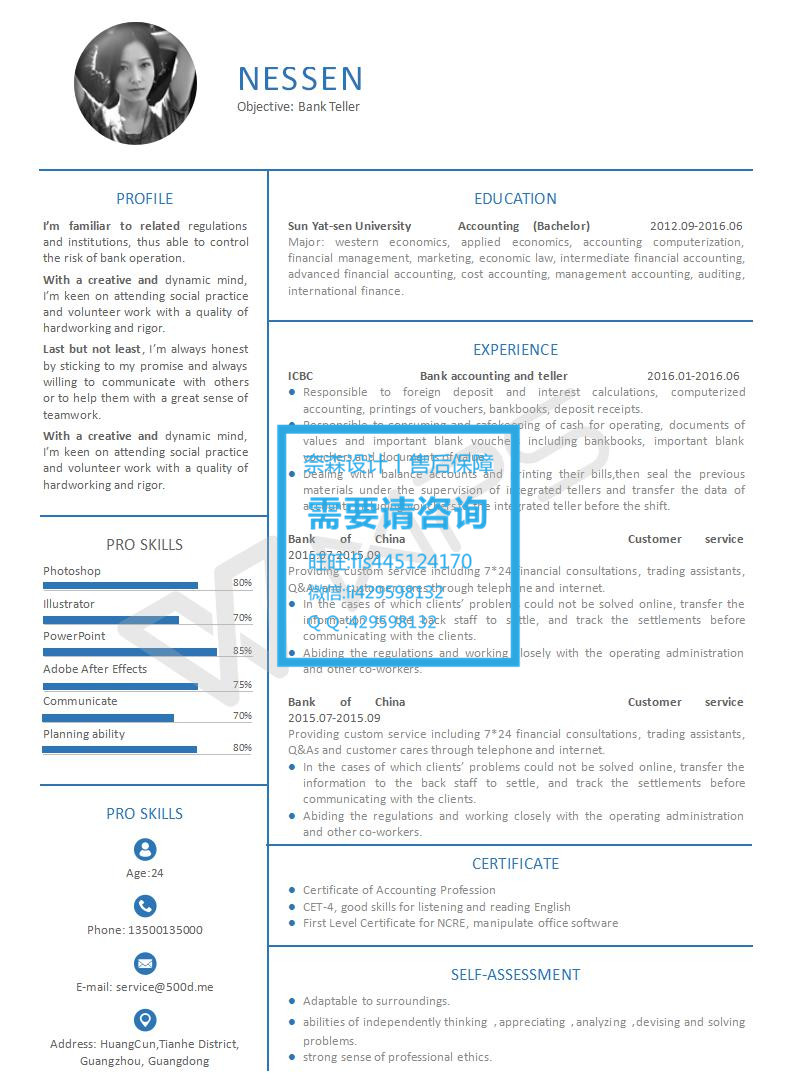 NESSEN
Objective: Bank Teller
PROFILE
I'm familiar to related regulations
and institutions, thus able to control
the risk of bank operation.
With a creative and dynamic mind,
I'm keen on attending social practice
and volunteer work with a quality of
hardworking and rigor.
Last but not least, I'm always honest
by sticking to my promise and always
willing to communicate with others
or to help them with a great sense of
teamwork.
With a creative and dynamic mind,
I'm keen on attending social practice
and volunteer work with a quality of
hardworking and rigor.
PRO SKILLS
Photoshop
80%
Illustrator
70%
PowerPoint
85%
Adobe After Effects
75%
Communicate
70%
Planning ability
80%
PRO SKILLS
Age:24
Phone: 13500135000
E-mail: service@500d.me
Address: HuangCun,Tianhe District,
Guangzhou, Guangdong
EDUCATION
Sun Yat-sen University Accounting (Bachelor) 2012.09-2016.06
Major: western economics, applied economics, accounting computerization,
financial management, marketing, economic law, intermediate financial accounting,
advanced financial accounting, cost accounting, management accounting, auditing,
international finance.
EXPERIENCE
ICBC Bank accounting and teller 2016.01-2016.06
Responsible to foreign deposit and interest calculations, computerized
accounting, printings of vouchers, bankbooks, deposit receipts.
Responsible to consuming and safekeeping of cash for operating, documents of
values and important blank voucher including bankbooks, important blank
vouchers and documents of value.
Dealing with balance accounts and printing their bills,then seal the previous
materials under the supervision of integrated tellers and transfer the data of
accounts including vouchers to the integrated teller before the shift.
Bank of China Customer service
2015.07-2015.09
Providing custom service including 7*24 financial consultations, trading assistants,
Q&As and customer cares through telephone and internet.
In the cases of which clients' problems could not be solved online, transfer the
information to the back staff to settle, and track the settlements before
communicating with the clients.
Abiding the regulations and working closely with the operating administration
and other co-workers.
Bank of China Customer service
2015.07-2015.09
Providing custom service including 7*24 financial consultations, trading assistants,
Q&As and customer cares through telephone and internet.
In the cases of which clients' problems could not be solved online, transfer the
information to the back staff to settle, and track the settlements before
communicating with the clients.
Abiding the regulations and working closely with the operating administration
and other co-workers.
CERTIFICATE
Certificate of Accounting Profession
CET-4, good skills for listening and reading English
First Level Certificate for NCRE, manipulate office software
SELF-ASSESSMENT
Adaptable to surroundings.
abilities of independently thinking ,appreciating ,analyzing ,devising and solving
problems.
strong sense of professional ethics.
奈森设计丨售后保障
需要请咨询
旺旺:lls445124170
微信:ll429598132
Q Q :429598132